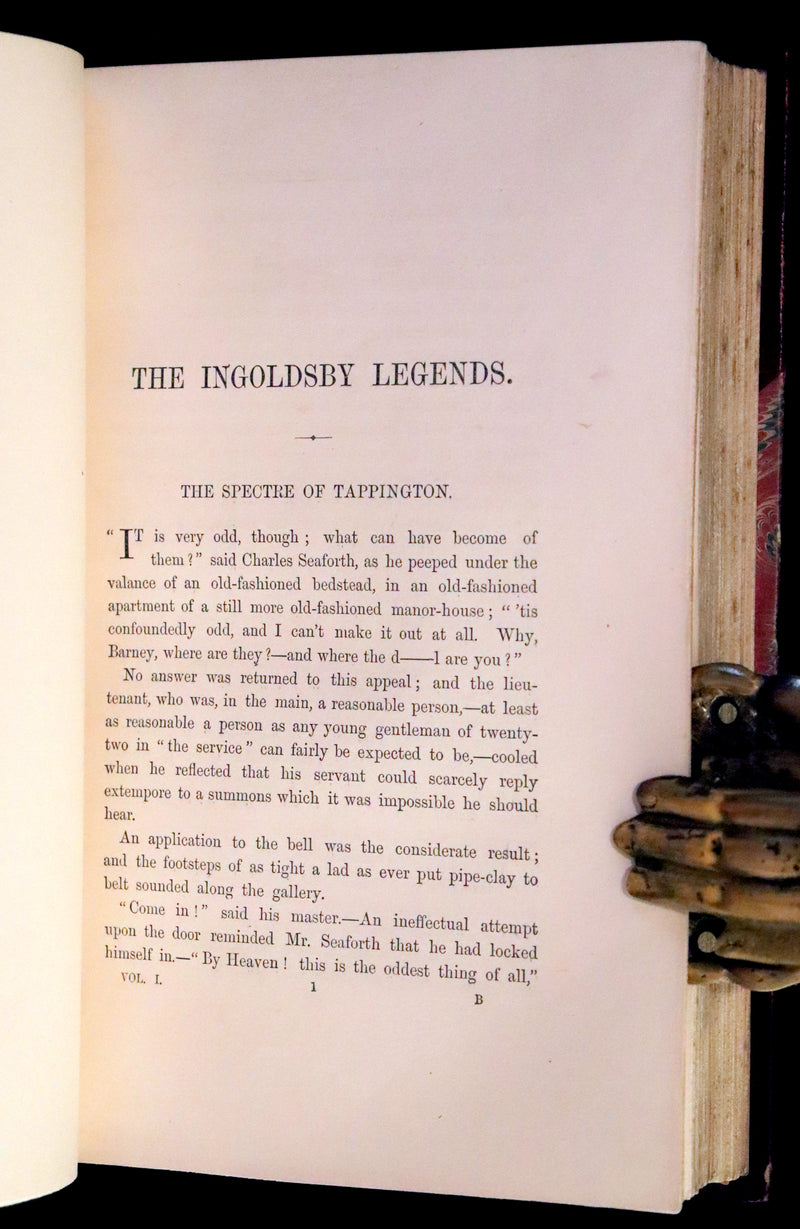 THE INGOLDSBY LEGENDS.
THE SPECTRE OF TAPPINGTON.
“IT is very odd, though ; what can have become of
them ?” said Charles Seaforth, as he peeped under the
valance of an old-fashioned bedstead, in an old-fashioned
apartment of a still more old-fashioned manor-house ; “ ’tis
confoundedly odd, and I can’t make it out at all. Why,
Barney, where are they ?—and where the d——l are you ?”
No answer was returned to this appeal ; and the lieu-
tenant, who was, in the main, a reasonable person,—at least
as reasonable a person as any young gentleman of twenty-
two in “ the service ” can fairly be expected to be,—cooled
when he reflected that his servant could scarcely reply
extempore to a summons which it was impossible he should
hear.
An application to the bell was the considerate result ;
and the footsteps of as tight a lad as ever put pipe-clay to
belt sounded along the gallery.
“Come in !” said his master.—An ineffectual attempt
upon the door reminded Mr. Seaforth that he had locked
himself in.—“ By Heaven ! this is the oddest thing of all,”
VOL. I.
1
B